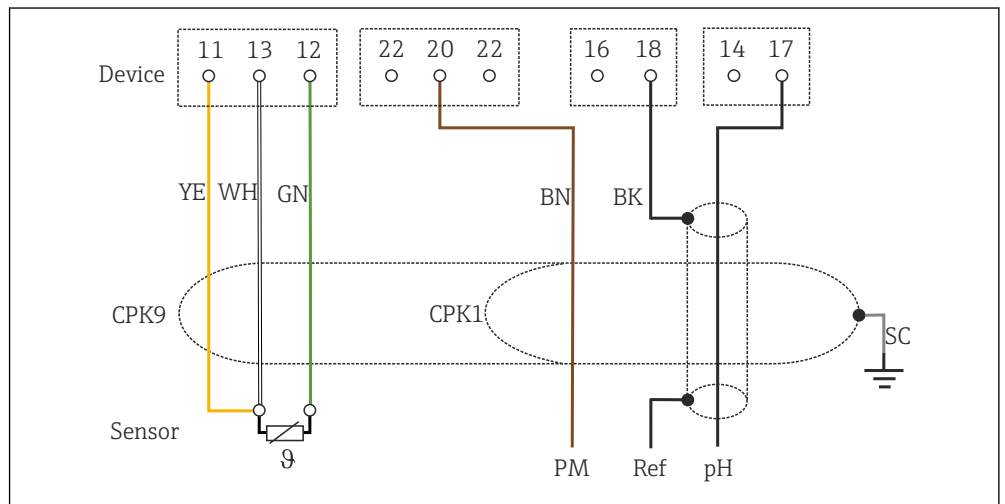 11 13 12 22 20 22 16 18 14 17
Device
YE WH GN BN BK
CPK9 CPK1
SC
Sensor
ϑ
PM Ref pH